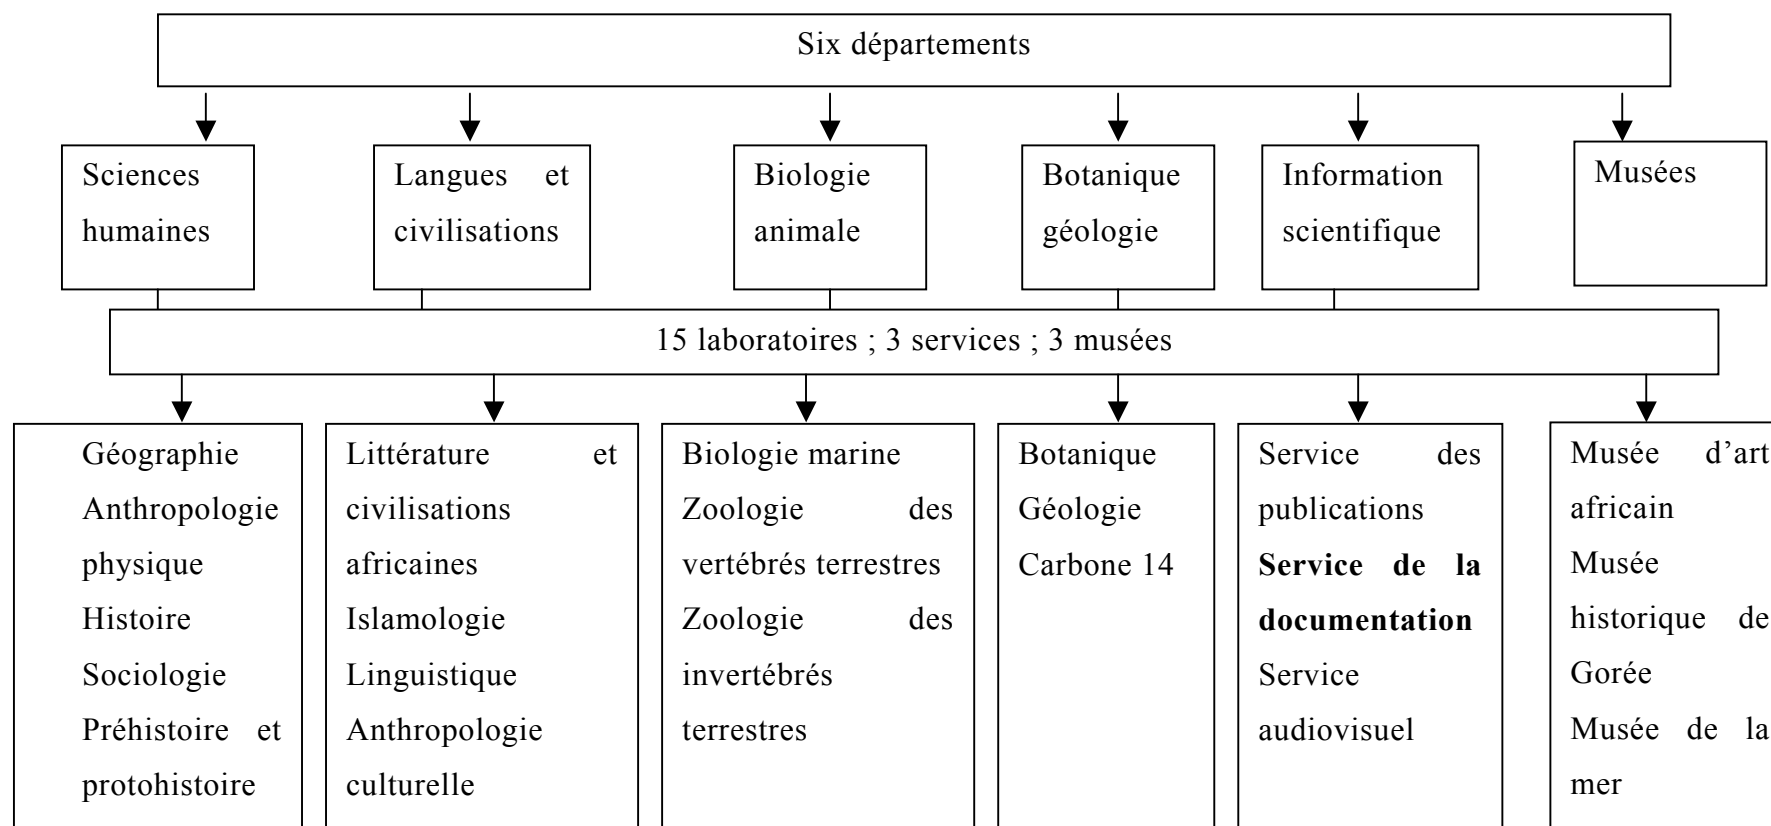 Six départements
Sciences
humaines
Langues et
civilisations
Biologie
animale
Botanique
géologie
Information
scientifique
Musées
15 laboratoires ; 3 services ; 3 musées
Géographie
Anthropologie
physique
Histoire
Sociologie
Préhistoire et
protohistoire
Littérature et
civilisations
africaines
Islamologie
Linguistique
Anthropologie
culturelle
Biologie marine
Zoologie des
vertébrés terrestres
Zoologie des
invertébrés
terrestres
Botanique
Géologie
Carbone 14
Service des
publications
Service de la
documentation
Service
audiovisuel
Musée d’art
africain
Musée
historique de
Gorée
Musée de la
mer